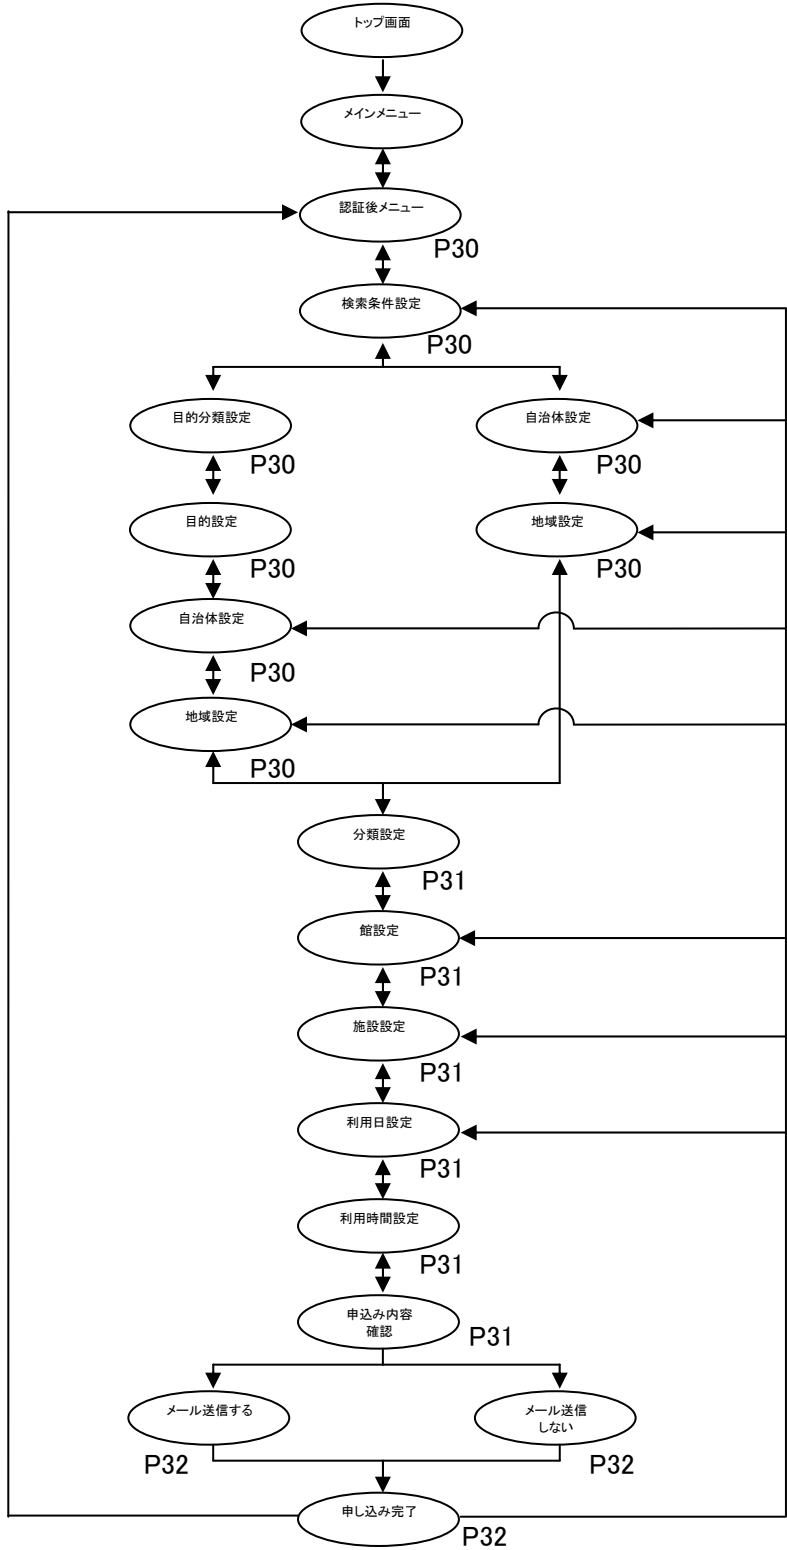 トップ画面
メインメニュー
認証後メニュー
P30
検索条件設定
P30
目的分類設定
P30
自治体設定
P30
目的設定
P30
地域設定
P30
自治体設定
P30
地域設定
P30
分類設定
P31
館設定
P31
施設設定
P31
利用日設定
P31
利用時間設定
P31
申込み内容
確認
P31
メール送信する
P32
メール送信
しない
P32
申し込み完了
P32